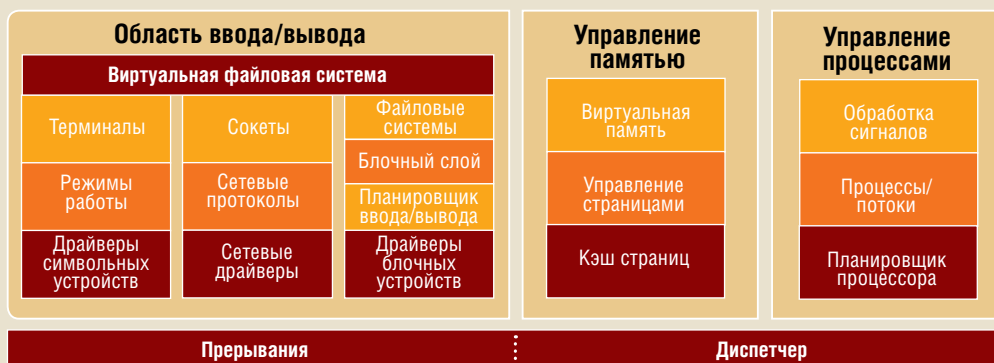 Область ввода/вывода
Виртуальная файловая система
Терминалы
Режимы
работы
Драйверы
символьных
устройств
Сокеты
Сетевые
протоколы
Сетевые
драйверы
Файловые
системы
Блочный слой
Планировщик
ввода/вывода
Драйверы
блочных
устройств
Управление
памятью
Виртуальная
память
Управление
страницами
Кэш страниц
Управление
процессами
Обработка
сигналов
Процессы/
потоки
Планировщик
процессора
Прерывания
Диспетчер